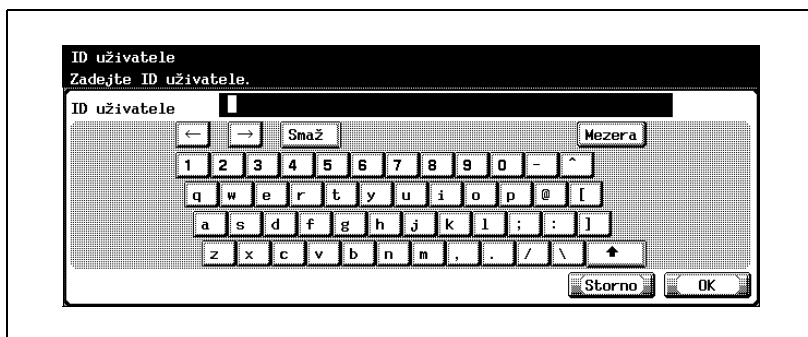 ID uživatele
Zadejte ID uživatele.
ID uživatele
← → Smaž Mezera
1 2 3 4 5 6 7 8 9 0 - ^
q w e r t y u i o p @ [
a s d f g h j k l ; : ]
z x c v b n m , . / \ ↑
Storno OK